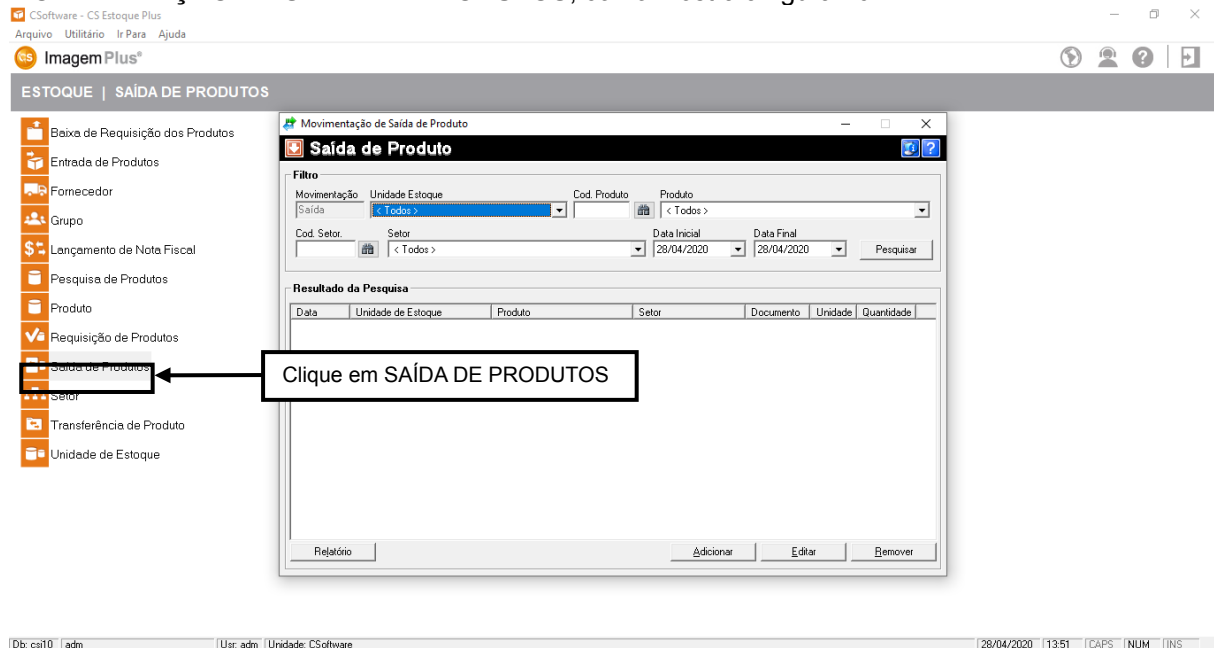 CSoftware - CS Estoque Plus
Arquivo Utilitário Ir Para Ajuda
cs ImagemPlus®
ESTOQUE | SAÍDA DE PRODUTOS
Baixa de Requisição dos Produtos
Entrada de Produtos
Fornecedor
Grupo
Lançamento de Nota Fiscal
Pesquisa de Produtos
Produto
Requisição de Produtos
Saída de Produtos
Setor
Transferência de Produto
Unidade de Estoque
Movimentação de Saída de Produto
Saída de Produto
Filtro
Movimentação Unidade Estoque Cod. Produto Produto
Saída < Todos > < Todos >
Cod. Setor. Setor Data Inicial Data Final
< Todos > 28/04/2020 28/04/2020 Pesquisar
Resultado da Pesquisa
Data Unidade de Estoque Produto Setor Documento Unidade Quantidade
Clique em SAÍDA DE PRODUTOS
Relatório Adicionar Editar Remover
Db: csi10 adm Usr: adm Unidade: CSoftware 28/04/2020 13:51 CAPS NUM INS